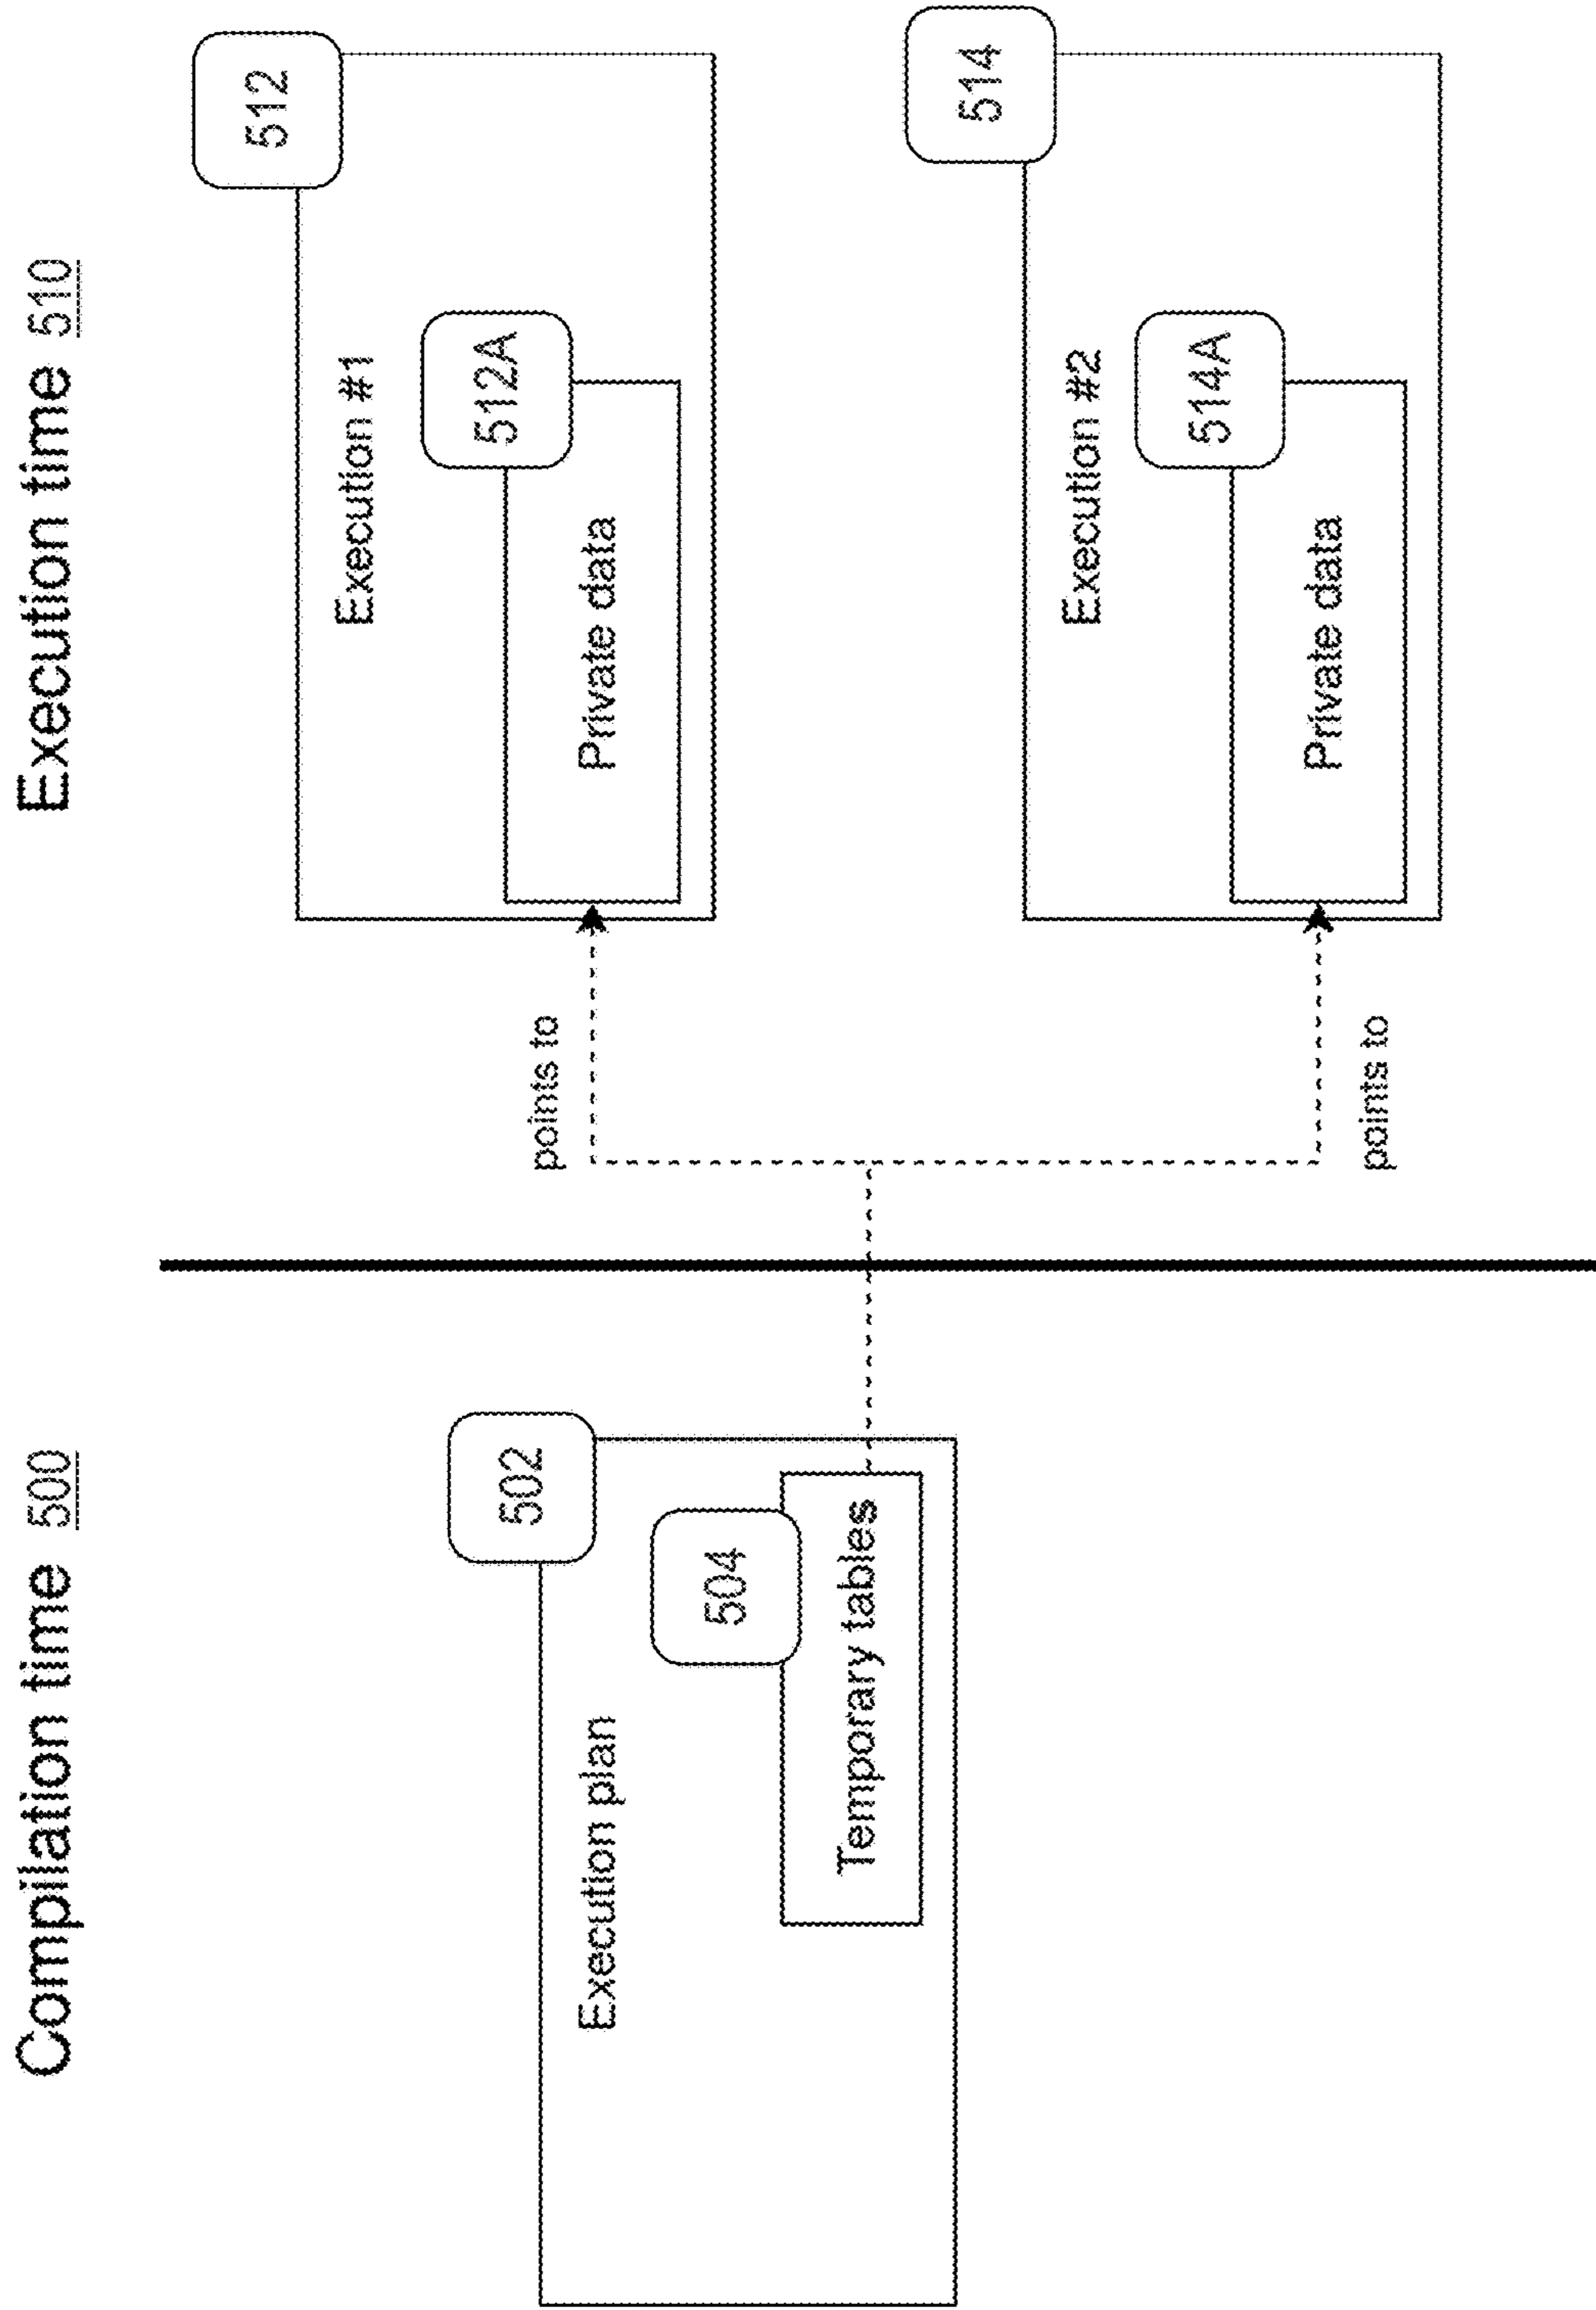 Compilation time 500
502
Execution plan
504
Temporary tables
Execution time 510
512
Execution #1
512A
Private data
points to
514
Execution #2
514A
Private data
points to